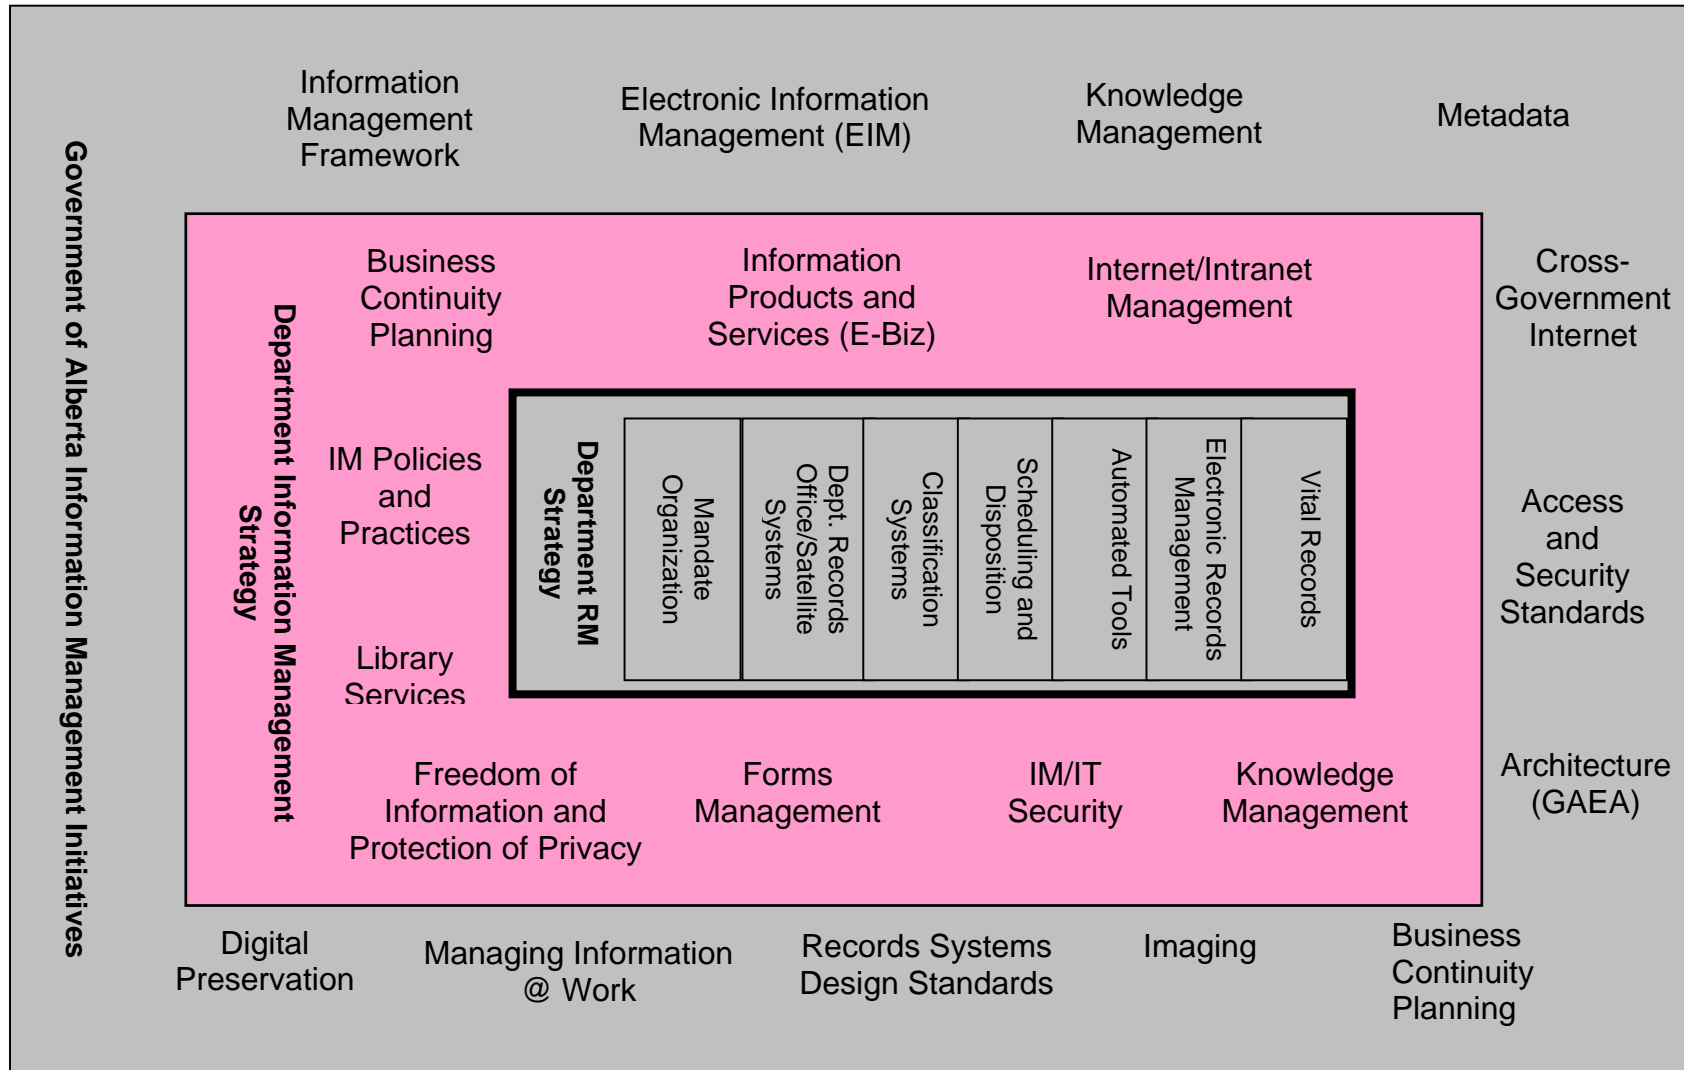 Government of Alberta Information Management Initiatives
Information
Management
Framework
Electronic Information
Management (EIM)
Knowledge
Management
Metadata
Cross-
Government
Internet
Access
and
Security
Standards
Architecture
(GAEA)
Digital
Preservation
Managing Information
@ Work
Records Systems
Design Standards
Imaging
Business
Continuity
Planning
Department Information Management
Strategy
Business
Continuity
Planning
Information
Products and
Services (E-Biz)
Internet/Intranet
Management
IM Policies
and
Practices
Library
Services
Freedom of
Information and
Protection of Privacy
Forms
Management
IM/IT
Security
Knowledge
Management
Department RM
Strategy
Mandate
Organization
Dept. Records
Office/Satellite
Systems
Classification
Systems
Scheduling and
Disposition
Automated Tools
Electronic Records
Management
Vital Records